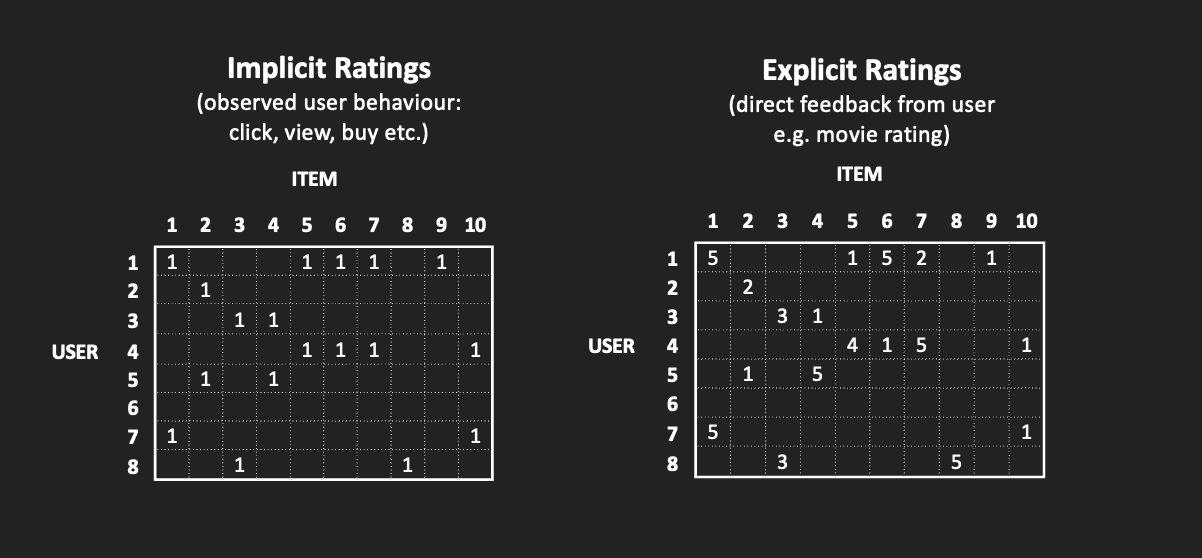 Implicit Ratings
(observed user behaviour:
click, view, buy etc.)
ITEM
1 2 3 4 5 6 7 8 9 10
1 1 1 1 1 1
2 1
3 1 1
USER 4 1 1 1 1
5 1 1
6
7 1 1
8 1 1
Explicit Ratings
(direct feedback from user
e.g. movie rating)
ITEM
1 2 3 4 5 6 7 8 9 10
1 5 1 5 2 1
2 2
3 3 1
USER 4 4 1 5 1
5 1 5
6
7 5 1
8 3 5